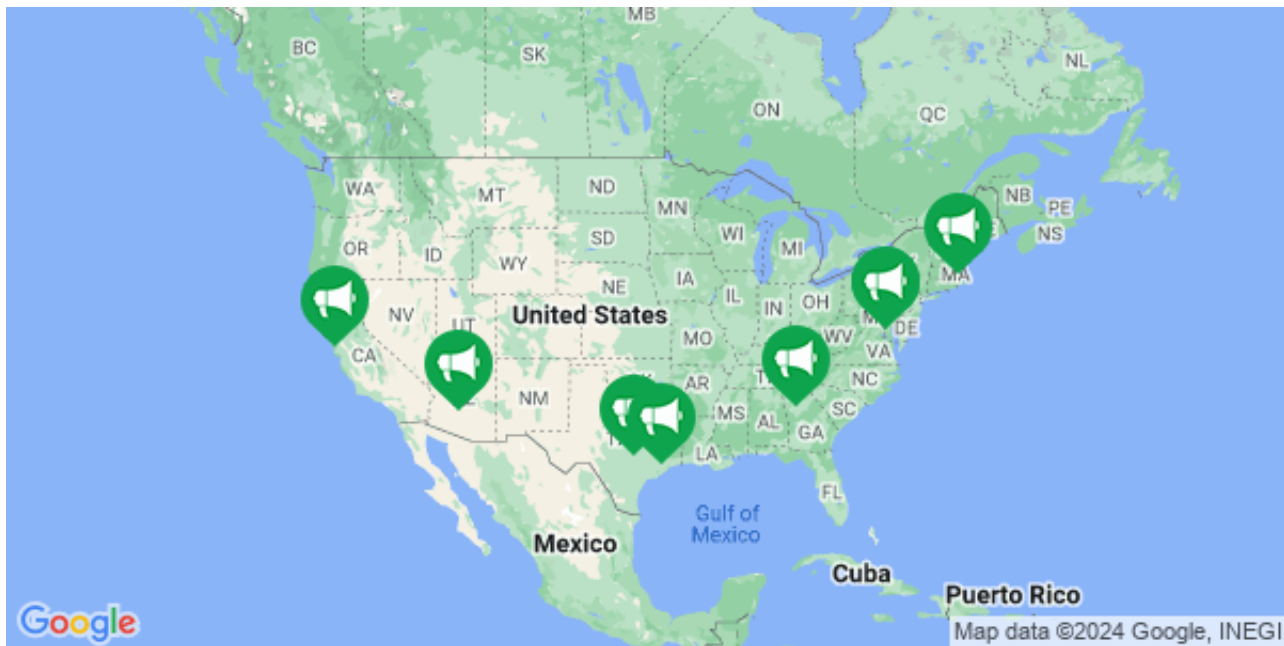 MB
BC
SK
NL
ON
QC
WA
MT
ND
MN
NB
PE
NS
OR
ID
SD
WI
MI
MA
WY
IA
NE
IL
IN
OH
NV
UT
United States
DE
CA
MO
WV
VA
NM
AR
NC
MS
AL
SC
GA
LA
FL
Gulf of
Mexico
Mexico
Cuba
Puerto Rico
Google
Map data ©2024 Google, INEGI